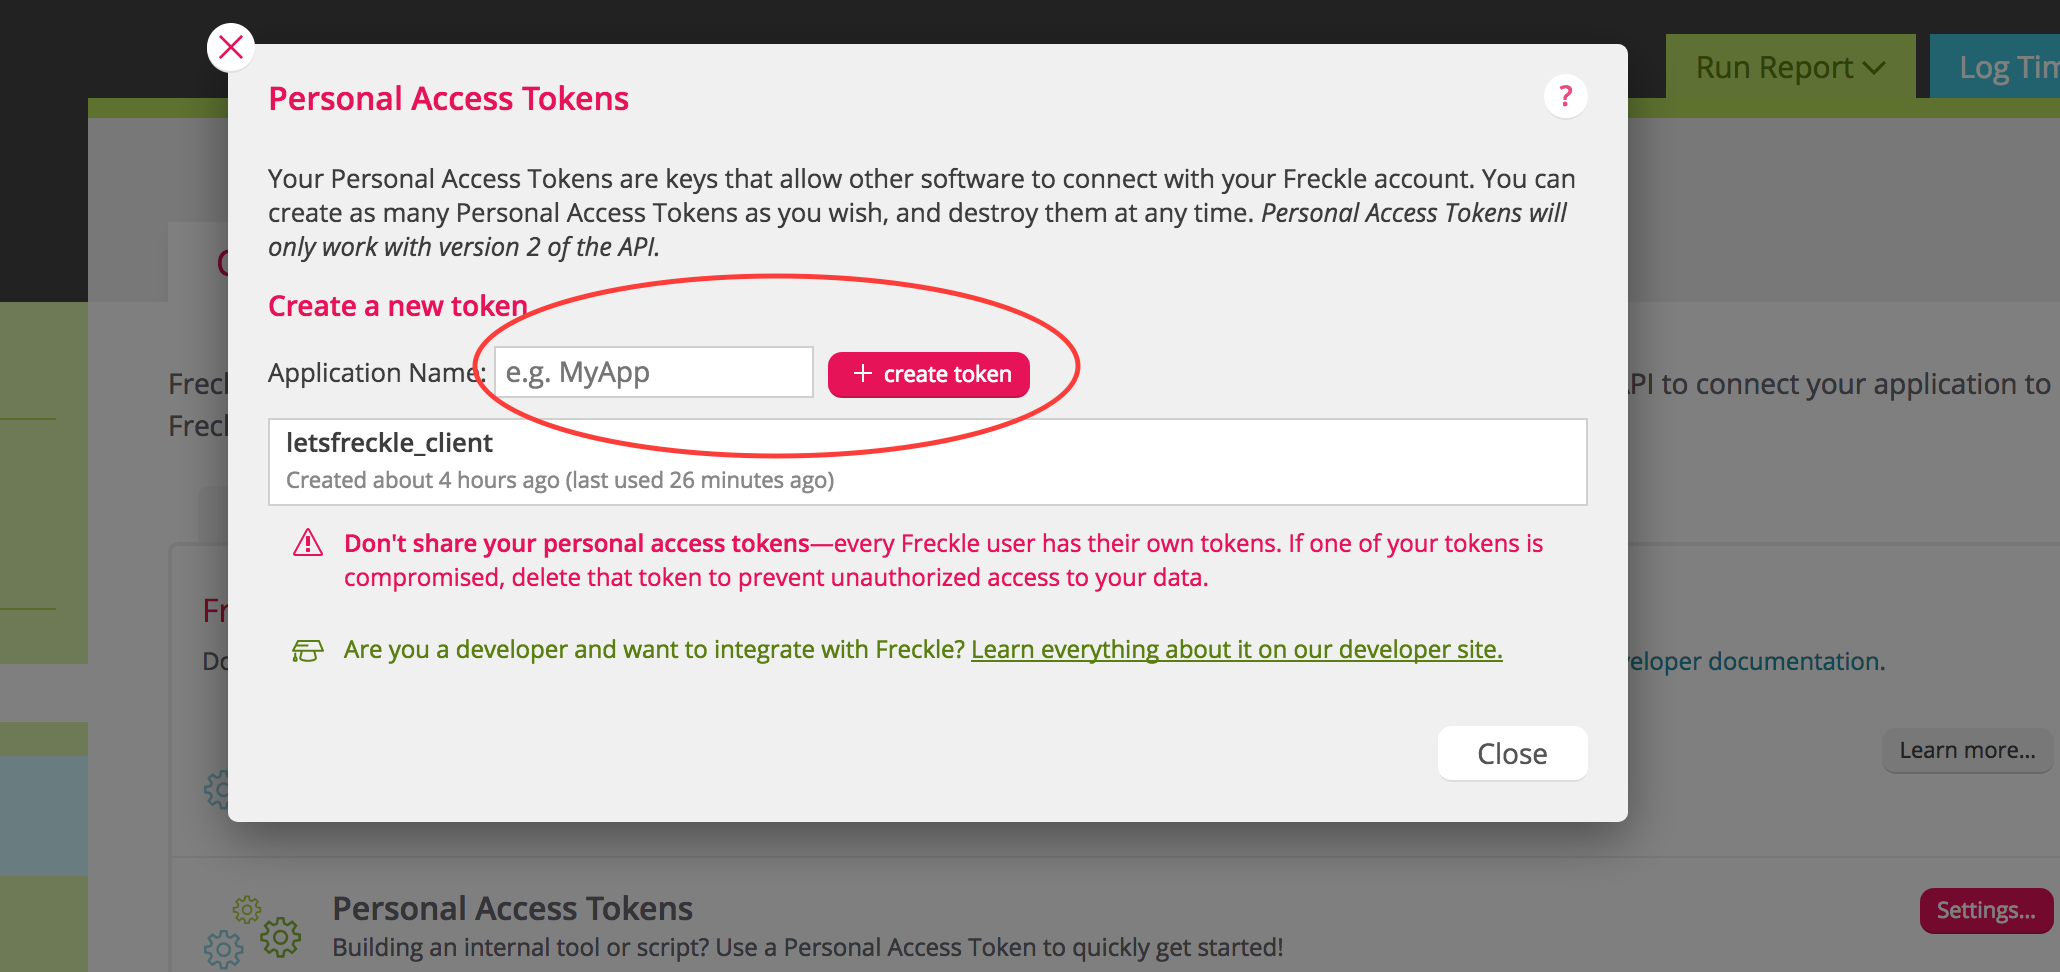 Run Report
Log Tim
Personal Access Tokens
?
Your Personal Access Tokens are keys that allow other software to connect with your Freckle account. You can
create as many Personal Access Tokens as you wish, and destroy them at any time. Personal Access Tokens will
only work with version 2 of the API.
Create a new token
Application Name: e.g. MyApp + create token
Freckl
PI to connect your application to
Freckl
letsfreckle_client
Created about 4 hours ago (last used 26 minutes ago)
Don't share your personal access tokens—every Freckle user has their own tokens. If one of your tokens is
compromised, delete that token to prevent unauthorized access to your data.
Fr
Are you a developer and want to integrate with Freckle? Learn everything about it on our developer site.
Do
veloper documentation.
Close
Learn more...
Personal Access Tokens
Settings...
Building an internal tool or script? Use a Personal Access Token to quickly get started!